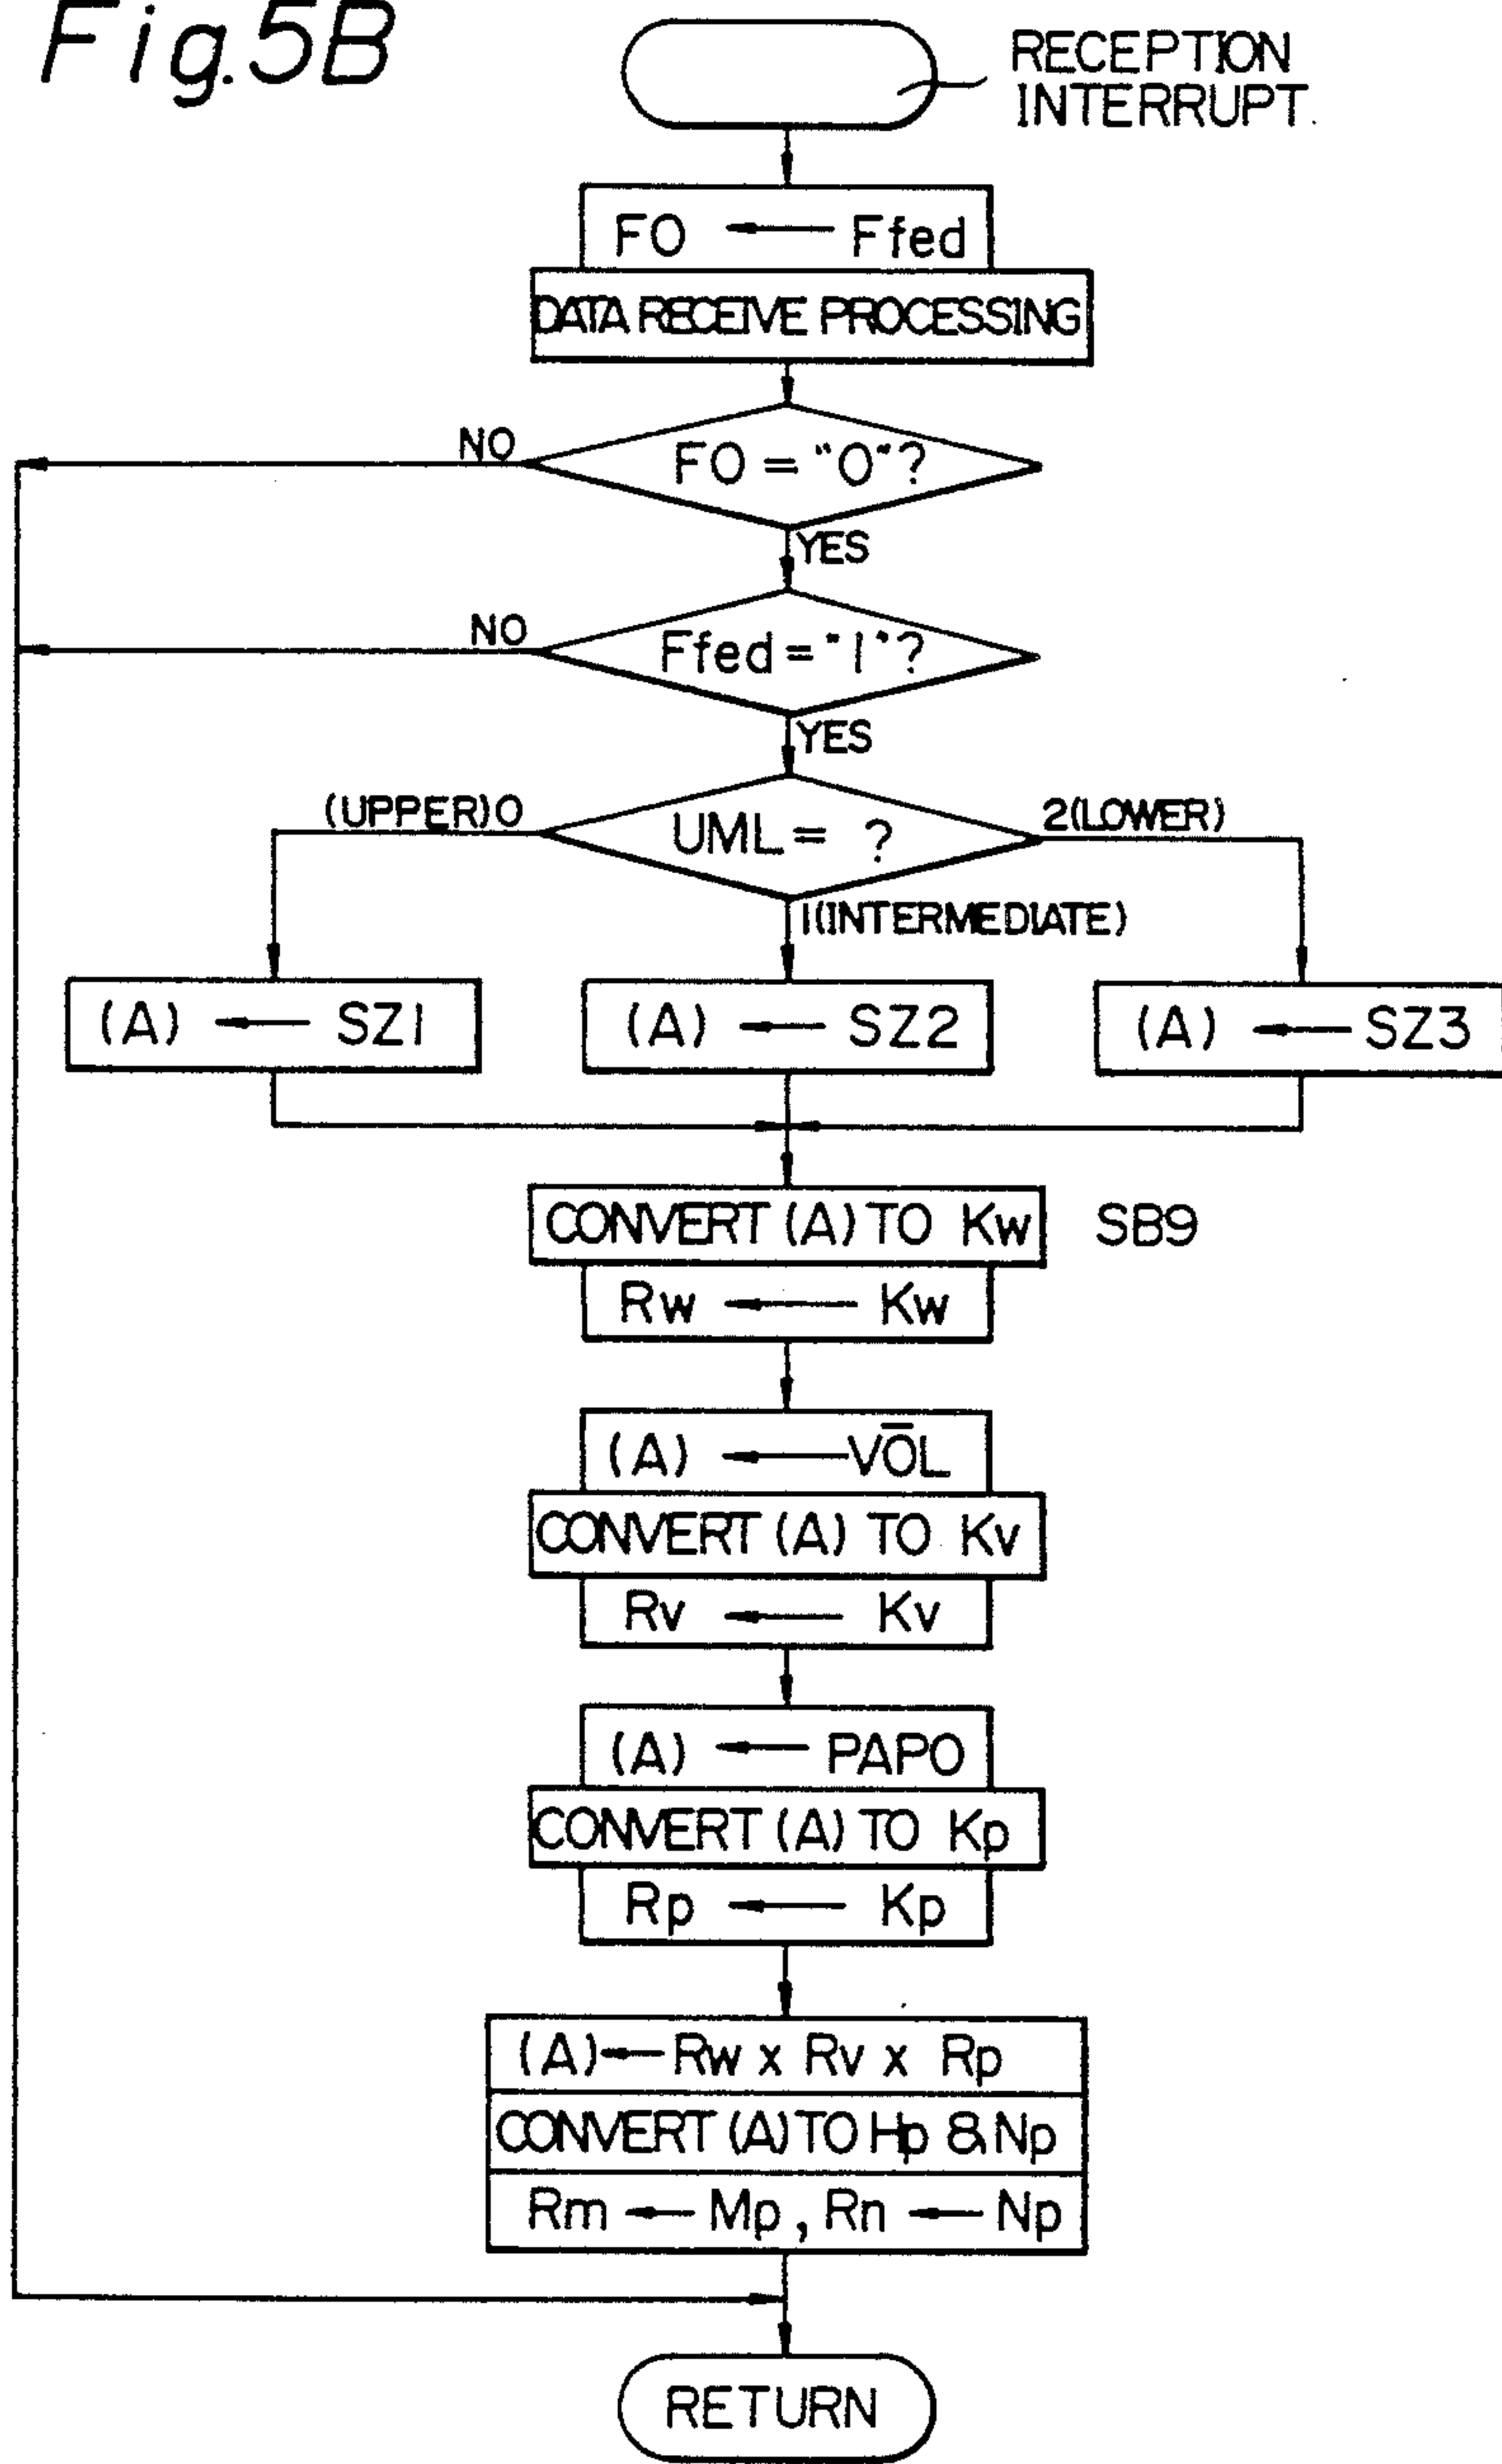 Fig.5B
RECEPTION
INTERRUPT
FO ← Ffed
DATA RECEIVE PROCESSING
NO
FO = "O"?
YES
NO
Ffed = "1"?
YES
(UPPER) 0
UML = ?
2(LOWER)
1(INTERMEDIATE)
(A) ← SZ1
(A) ← SZ2
(A) ← SZ3
CONVERT (A) TO Kw
SB9
Rw ← Kw
(A) ← VŌL
CONVERT (A) TO Kv
Rv ← Kv
(A) ← PAPO
CONVERT (A) TO Kp
Rp ← Kp
(A) ← Rw x Rv x Rp
CONVERT (A) TO Hp & Np
Rm ← Mp , Rn ← Np
RETURN